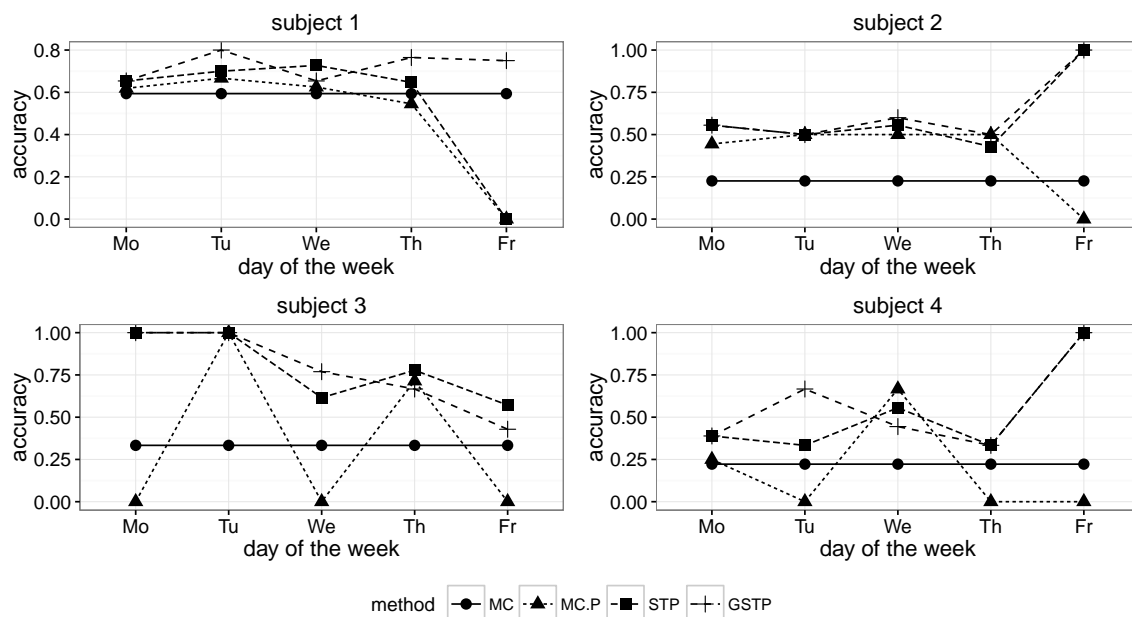 subject 1
0.8
0.6
0.4
0.2
0.0
accuracy
Mo Tu We Th Fr
day of the week
subject 2
1.00
0.75
0.50
0.25
0.00
accuracy
Mo Tu We Th Fr
day of the week
subject 3
1.00
0.75
0.50
0.25
0.00
accuracy
Mo Tu We Th Fr
day of the week
subject 4
1.00
0.75
0.50
0.25
0.00
accuracy
Mo Tu We Th Fr
day of the week
method MC MC.P STP GSTP